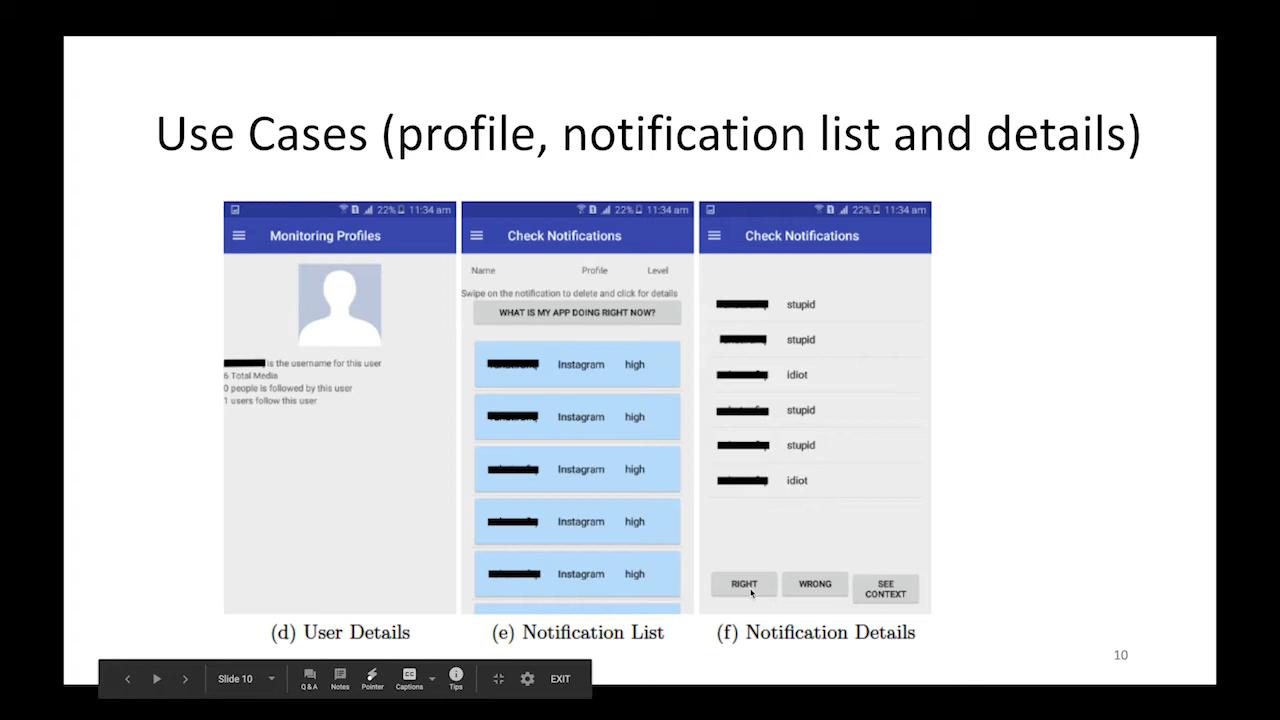 Use Cases (profile, notification list and details)
22% 11:34 am
Monitoring Profiles
is the username for this user
6 Total Media
0 people is followed by this user
1 users follow this user
(d) User Details
22% 11:34 am
Check Notifications
Name Profile Level
Swipe on the notification to delete and click for details
WHAT IS MY APP DOING RIGHT NOW?
Instagram high
Instagram high
Instagram high
Instagram high
Instagram high
(e) Notification List
22% 11:34 am
Check Notifications
stupid
stupid
idiot
stupid
stupid
idiot
RIGHT WRONG SEE CONTEXT
(f) Notification Details
10
Slide 10 Q & A Notes Pointer CC Captions Tips EXIT